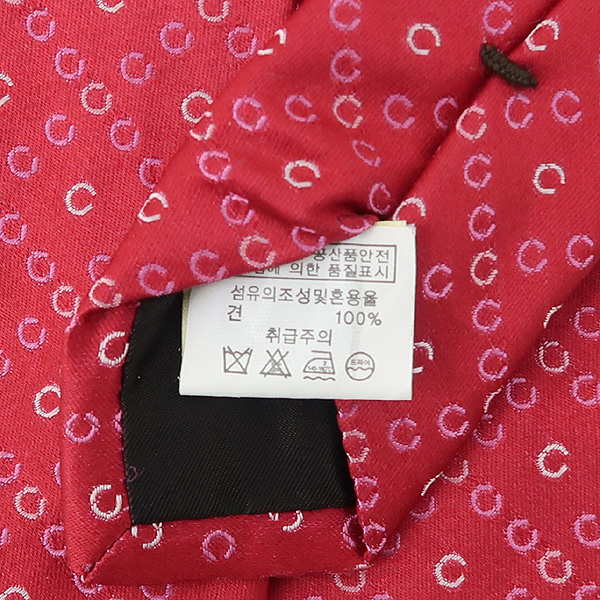 공산품안전
의한 품질표시
섬유의조성및혼용율
견 100%
취급주의
드라이